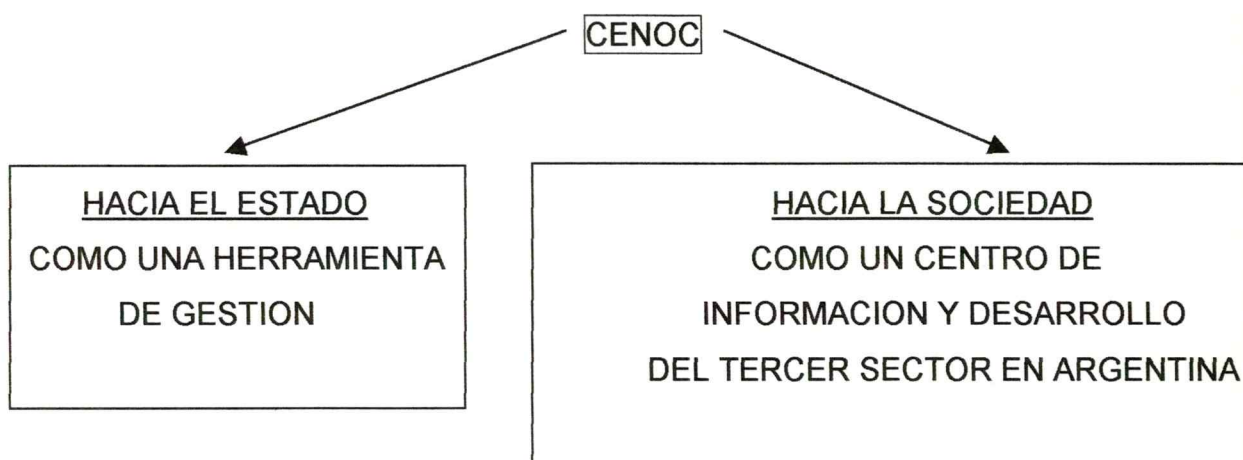 CENOC
HACIA EL ESTADO
COMO UNA HERRAMIENTA
DE GESTION
HACIA LA SOCIEDAD
COMO UN CENTRO DE
INFORMACION Y DESARROLLO
DEL TERCER SECTOR EN ARGENTINA